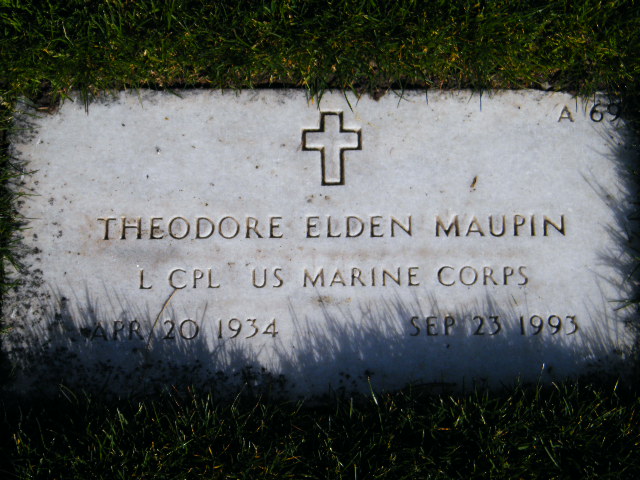 A 69
THEODORE ELDEN MAUPIN
L CPL US MARINE CORPS
APR 20 1934 SEP 23 1993